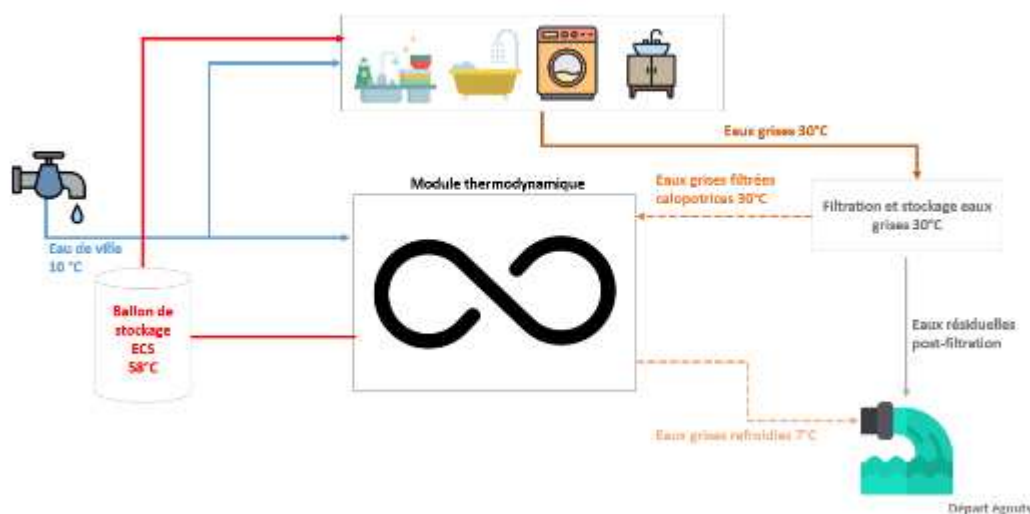 Eaux grises 30°C
Module thermodynamique
Eaux grises filtrées
calopotrices 30°C
Filtration et stockage eaux
grises 30°C
Eau de ville
10 °C
Ballon de
stockage
ECS
58°C
Eaux résiduelles
post-filtration
Eaux grises refroidies 7°C
Départ égouts